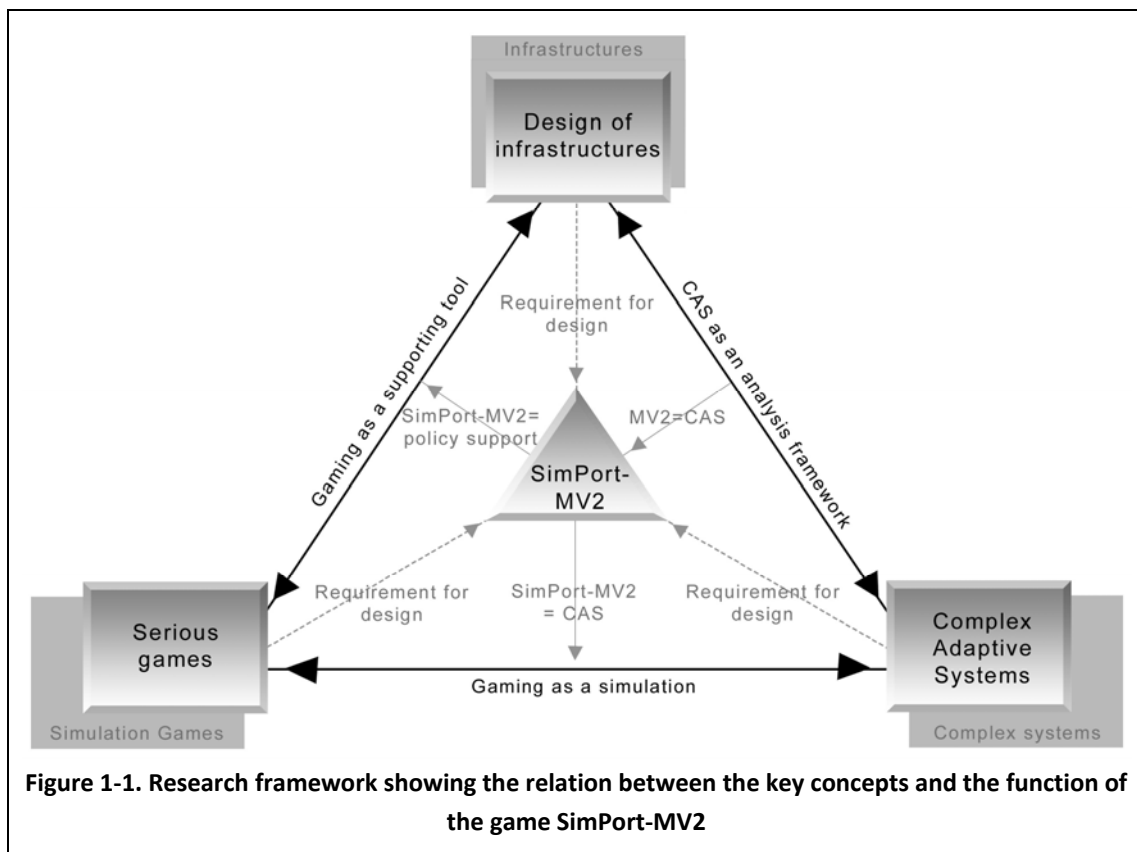 Infrastructures
Design of
infrastructures
Gaming as a supporting tool
CAS as an analysis framework
Requirement for
design
SimPort-MV2=
policy support
MV2=CAS
SimPort-
MV2
Requirement for
design
SimPort-MV2
= CAS
Requirement for
design
Serious
games
Simulation Games
Gaming as a simulation
Complex
Adaptive
Systems
Complex systems
Figure 1-1. Research framework showing the relation between the key concepts and the function of
the game SimPort-MV2